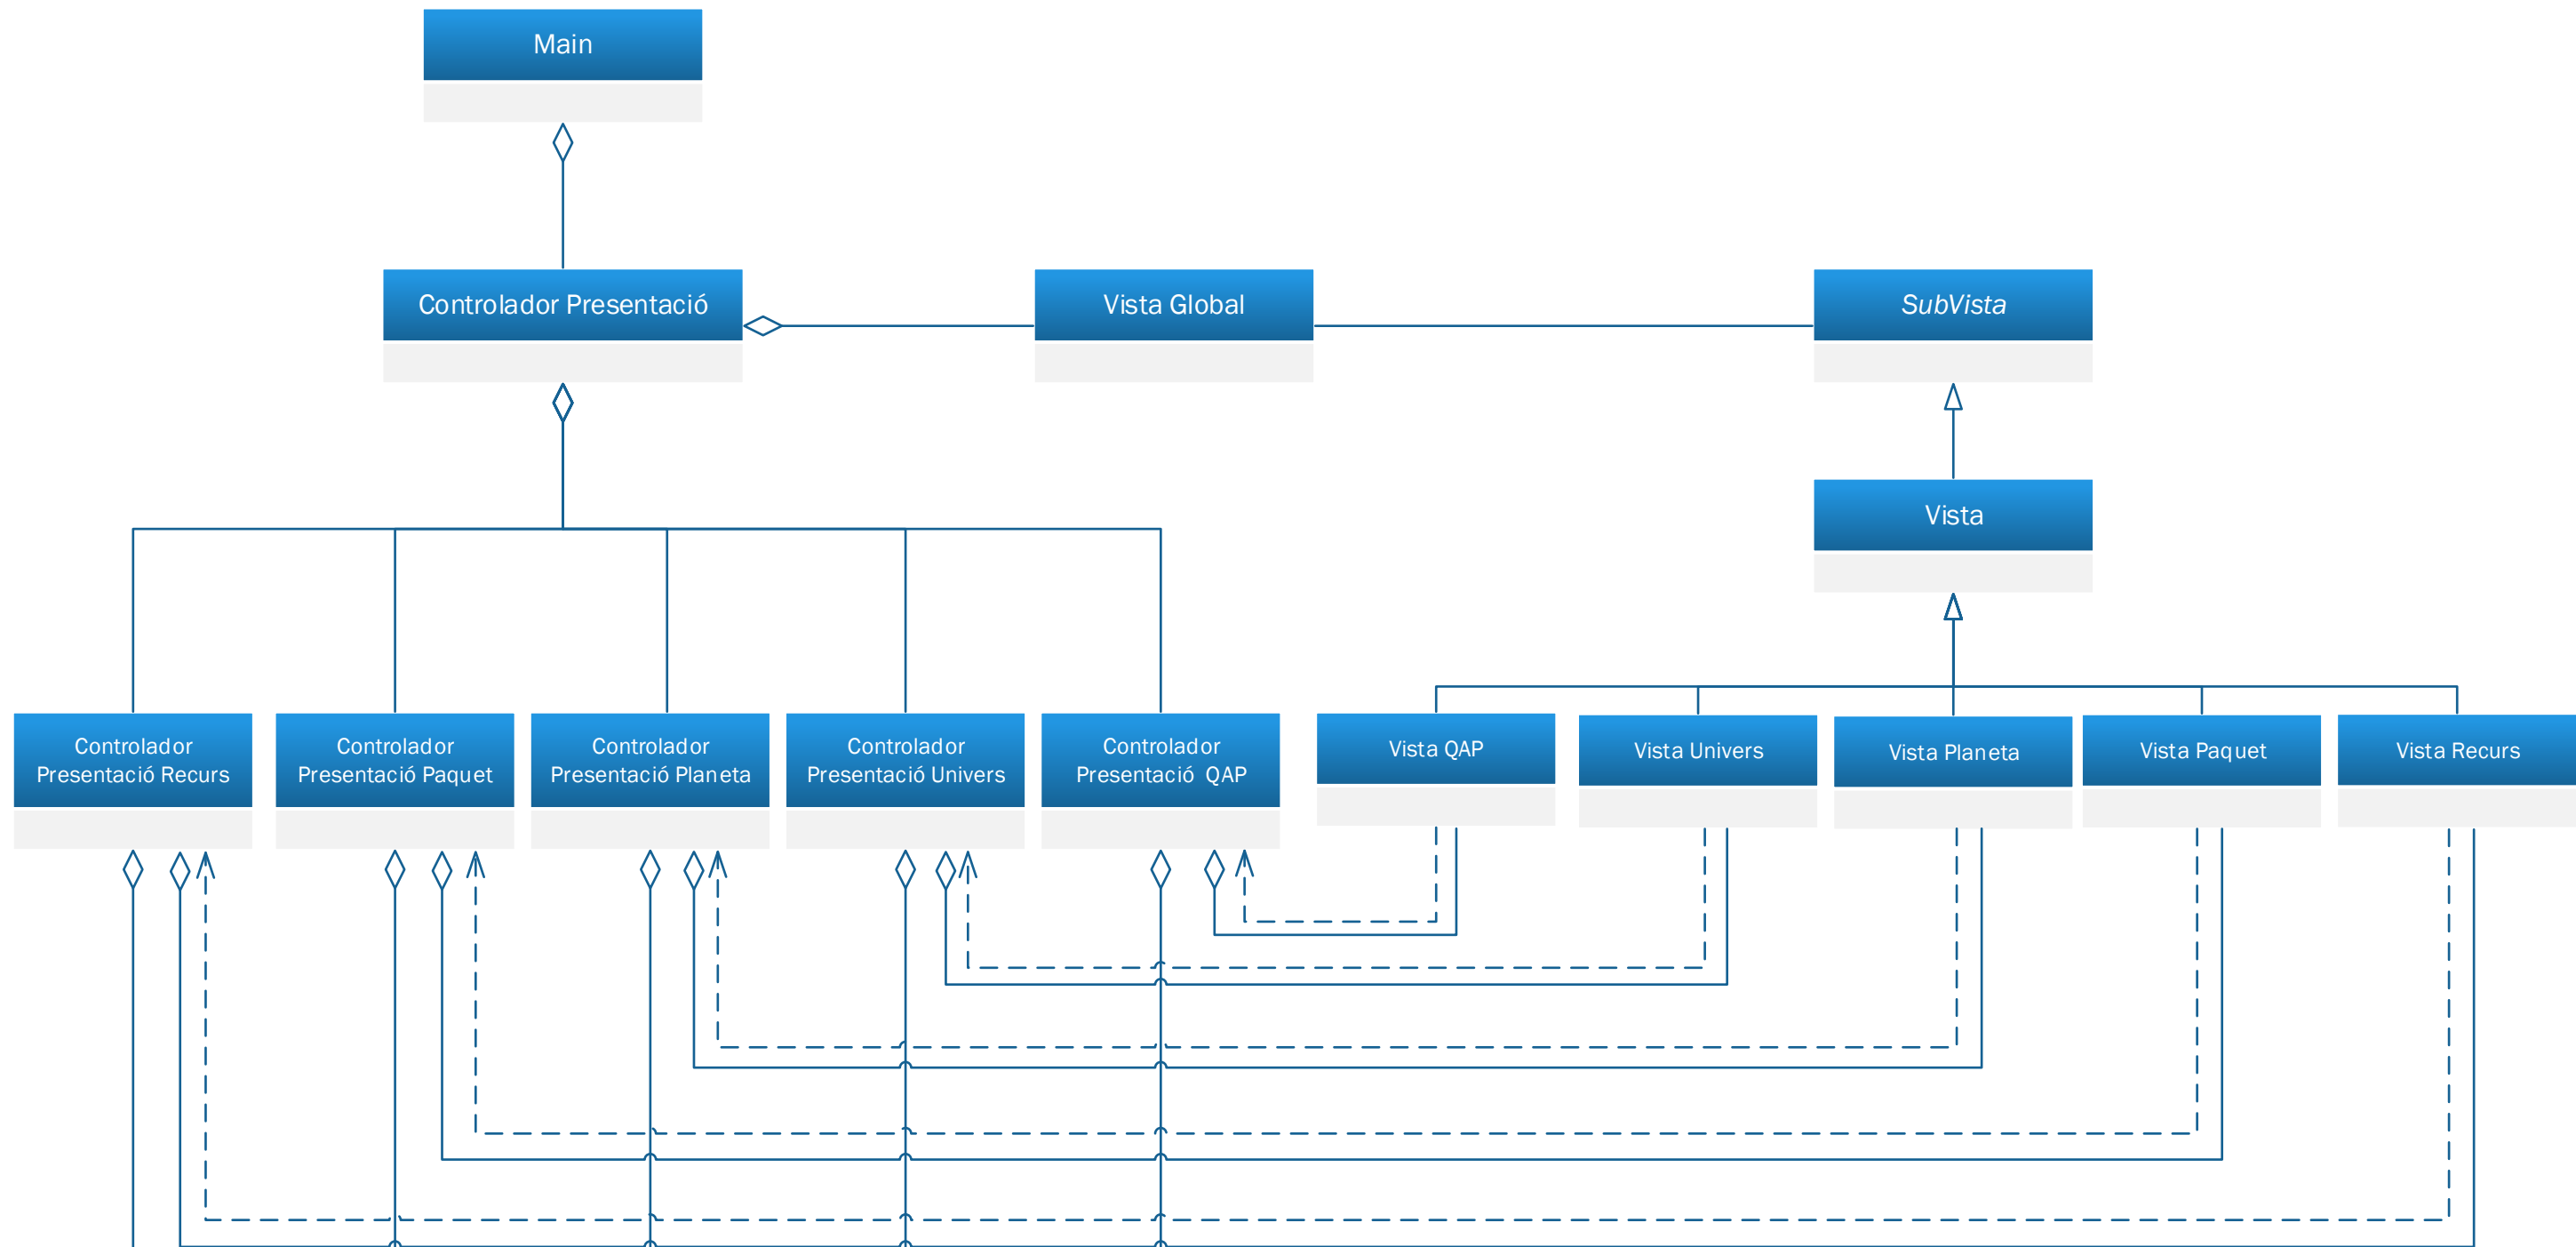 Main
Controlador Presentació
Vista Global
SubVista
Vista
Controlador
Presentació Recurs
Controlador
Presentació Paquet
Controlador
Presentació Planeta
Controlador
Presentació Univers
Controlador
Presentació QAP
Vista QAP
Vista Univers
Vista Planeta
Vista Paquet
Vista Recurs